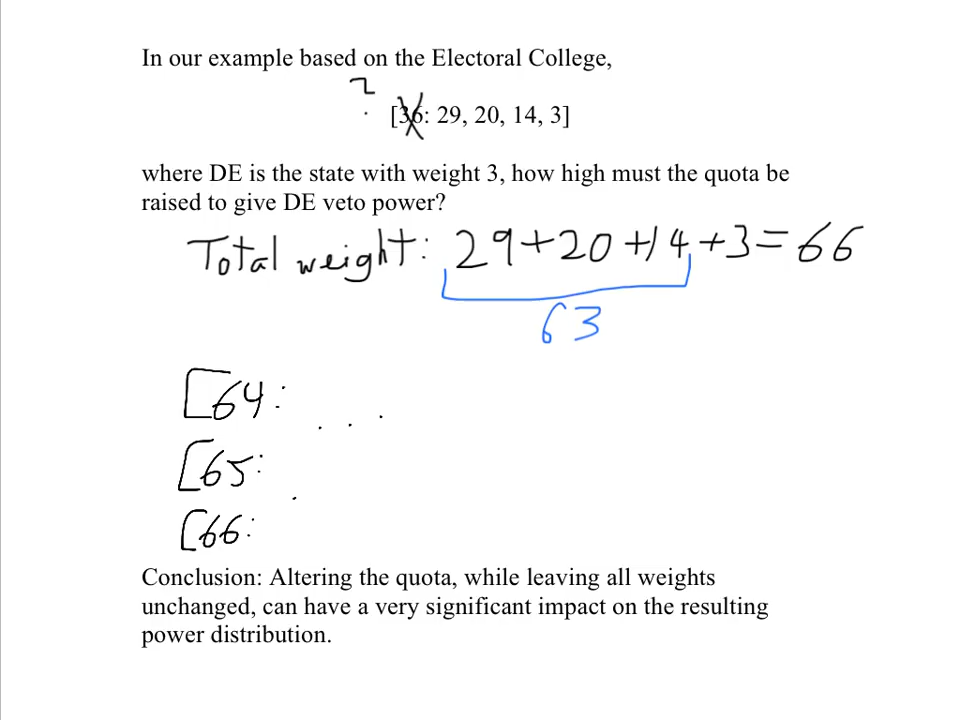 In our example based on the Electoral College,
?
[36: 29, 20, 14, 3]
where DE is the state with weight 3, how high must the quota be
raised to give DE veto power?
Total weight: 29+20+14+3=66
63
[64: ...
[65:
[66:
Conclusion: Altering the quota, while leaving all weights
unchanged, can have a very significant impact on the resulting
power distribution.